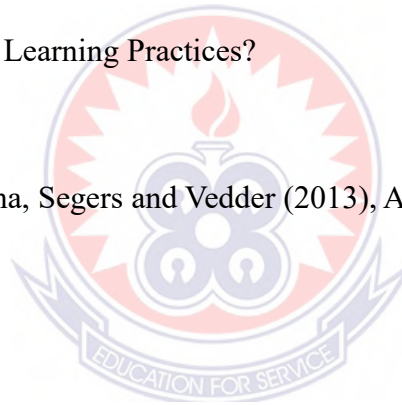 Learning Practices?
na, Segers and Vedder (2013), A
EDUCATION FOR SERVICE